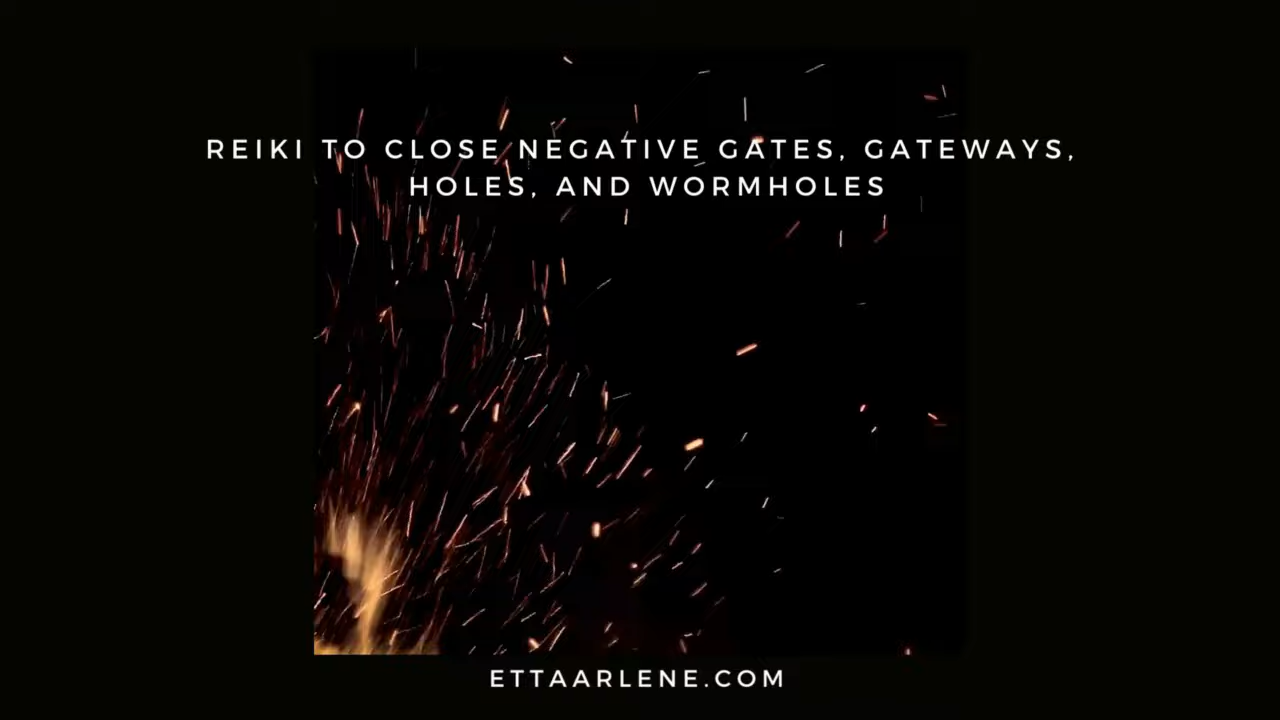 REIKI TO CLOSE NEGATIVE GATES, GATEWAYS,
HOLES, AND WORMHOLES
ETTAARLENE.COM